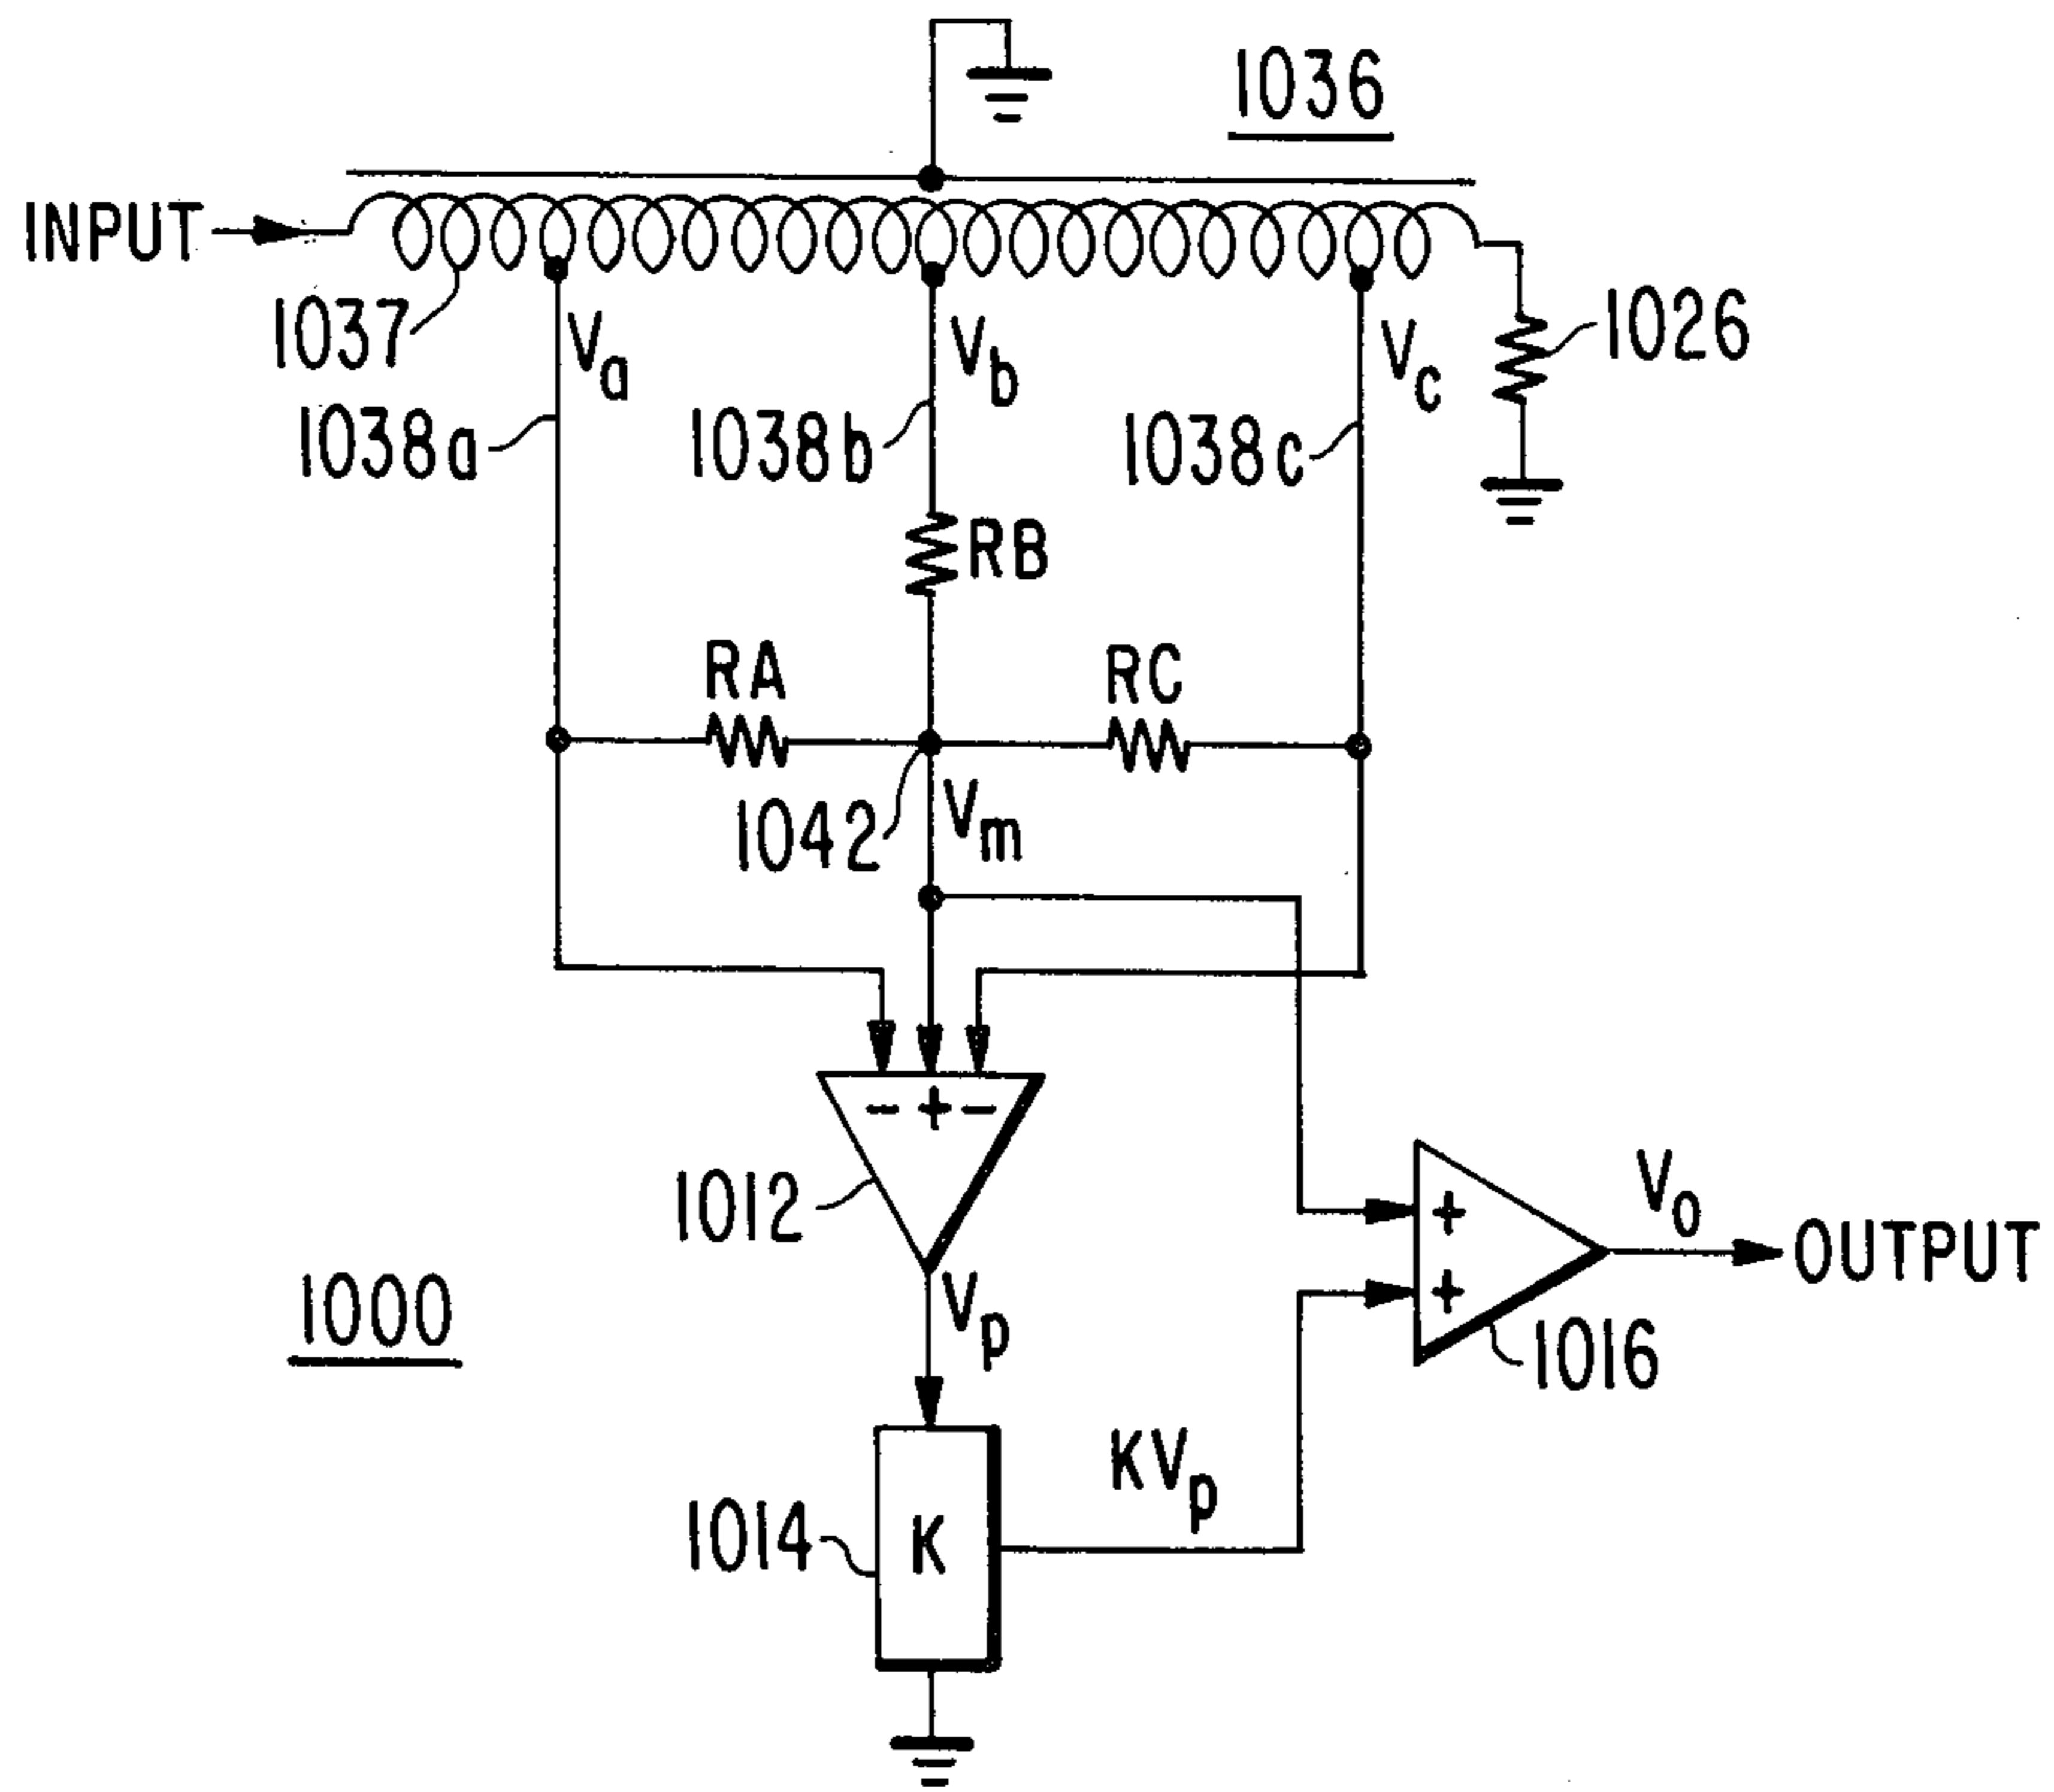 1036
INPUT
1037
Va
Vb
Vc
1026
1038a
1038b
1038c
RB
RA
RC
1042
Vm
- + -
1012
Vp
+
+
Vo
OUTPUT
1016
1000
KVp
1014
K